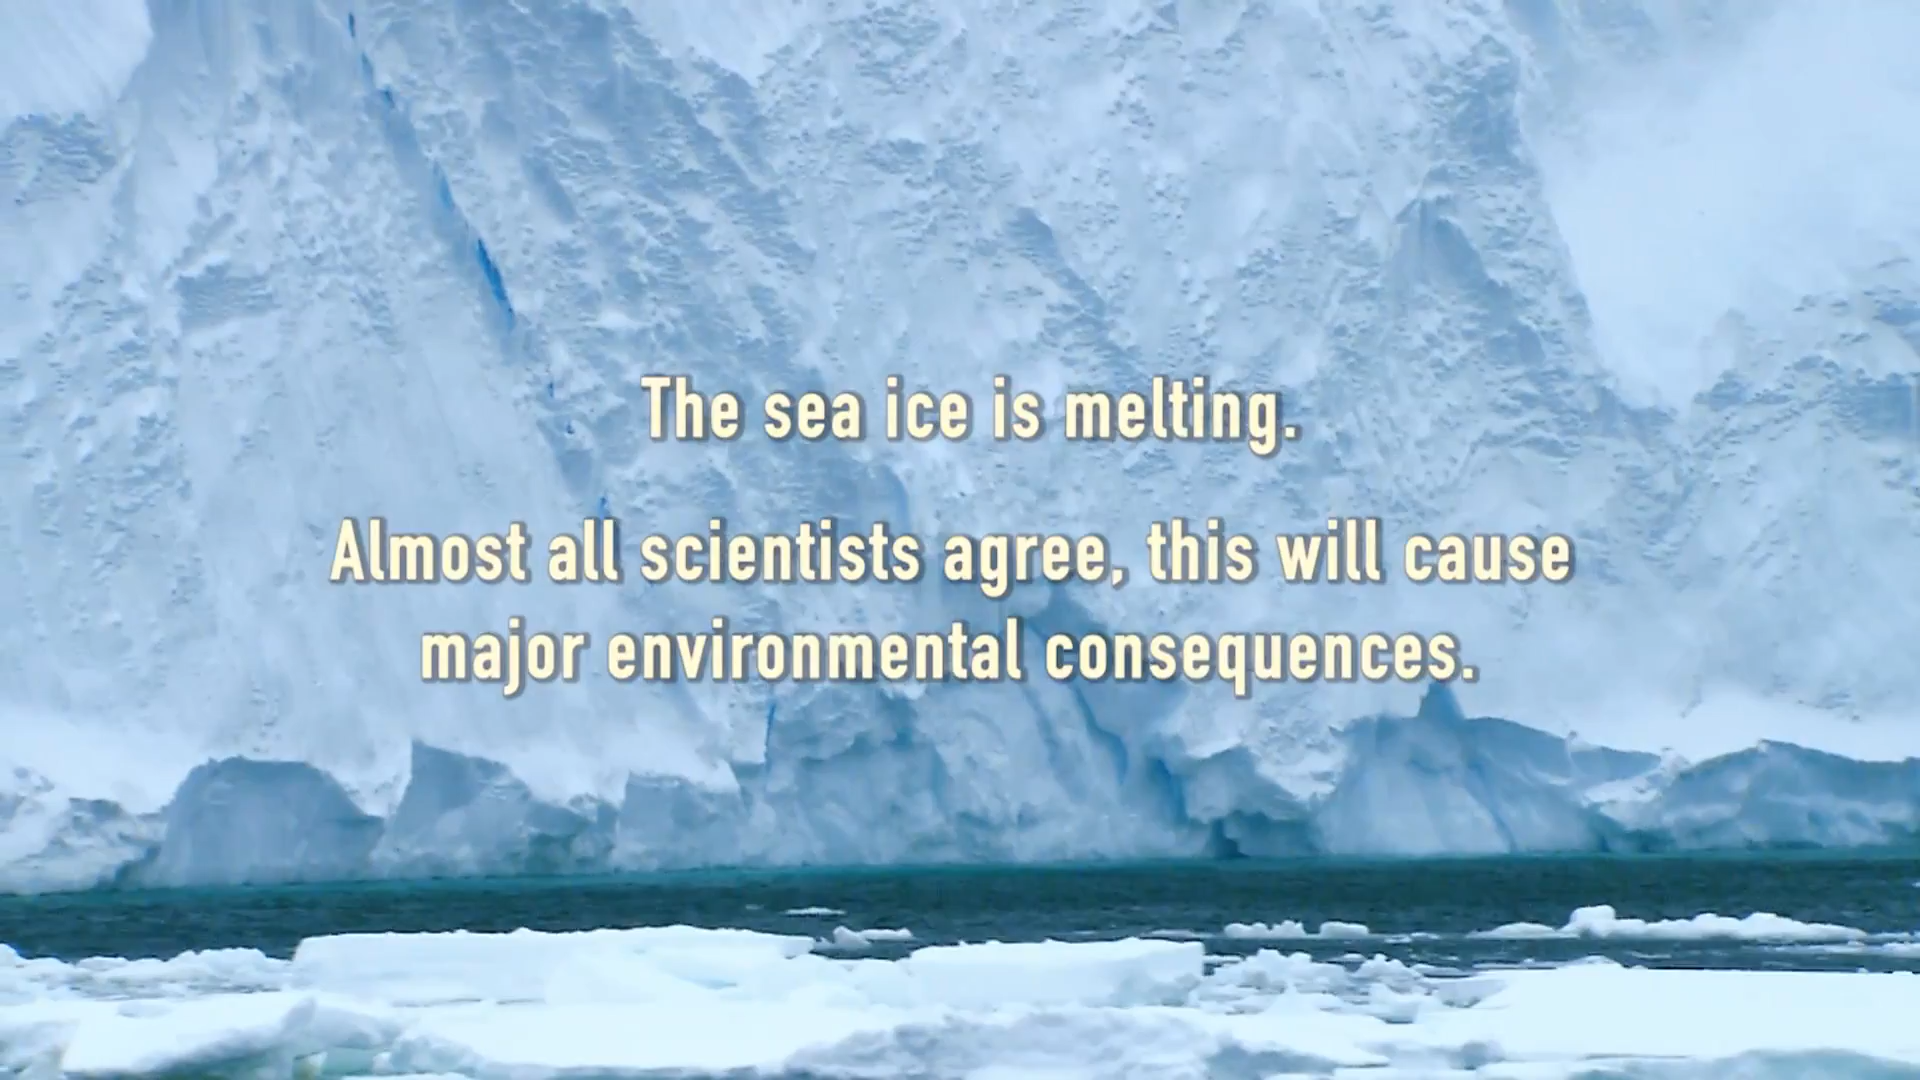 The sea ice is melting.
Almost all scientists agree, this will cause
major environmental consequences.